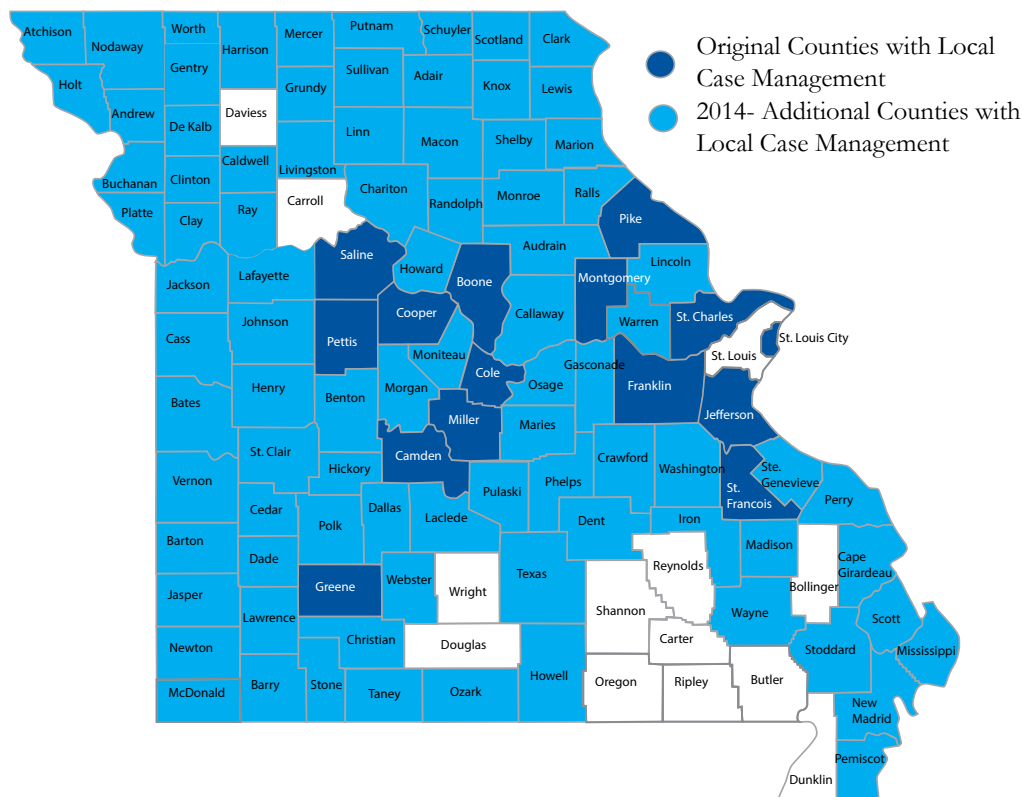 Original Counties with Local
Case Management
2014- Additional Counties with
Local Case Management
Atchison
Nodaway
Worth
Harrison
Mercer
Putnam
Schuyler
Scotland
Clark
Holt
Gentry
Sullivan
Adair
Knox
Lewis
Grundy
Andrew
De Kalb
Daviess
Linn
Macon
Shelby
Marion
Buchanan
Clinton
Caldwell
Livingston
Chariton
Randolph
Monroe
Ralls
Platte
Clay
Ray
Carroll
Pike
Audrain
Saline
Howard
Boone
Montgomery
Lincoln
Jackson
Lafayette
Cooper
Callaway
Warren
St. Charles
St. Louis City
St. Louis
Cass
Johnson
Pettis
Moniteau
Cole
Osage
Gasconade
Franklin
Jefferson
Bates
Henry
Benton
Morgan
Miller
Maries
Camden
St. Clair
Hickory
Crawford
Washington
Ste.
Genevieve
St.
Francois
Perry
Vernon
Cedar
Polk
Dallas
Laclede
Pulaski
Phelps
Dent
Iron
Madison
Barton
Dade
Cape
Girardeau
Bollinger
Reynolds
Jasper
Greene
Webster
Wright
Texas
Shannon
Wayne
Scott
Lawrence
Newton
Christian
Douglas
Carter
Stoddard
Mississippi
McDonald
Barry
Stone
Taney
Ozark
Howell
Oregon
Ripley
Butler
New
Madrid
Pemiscot
Dunklin